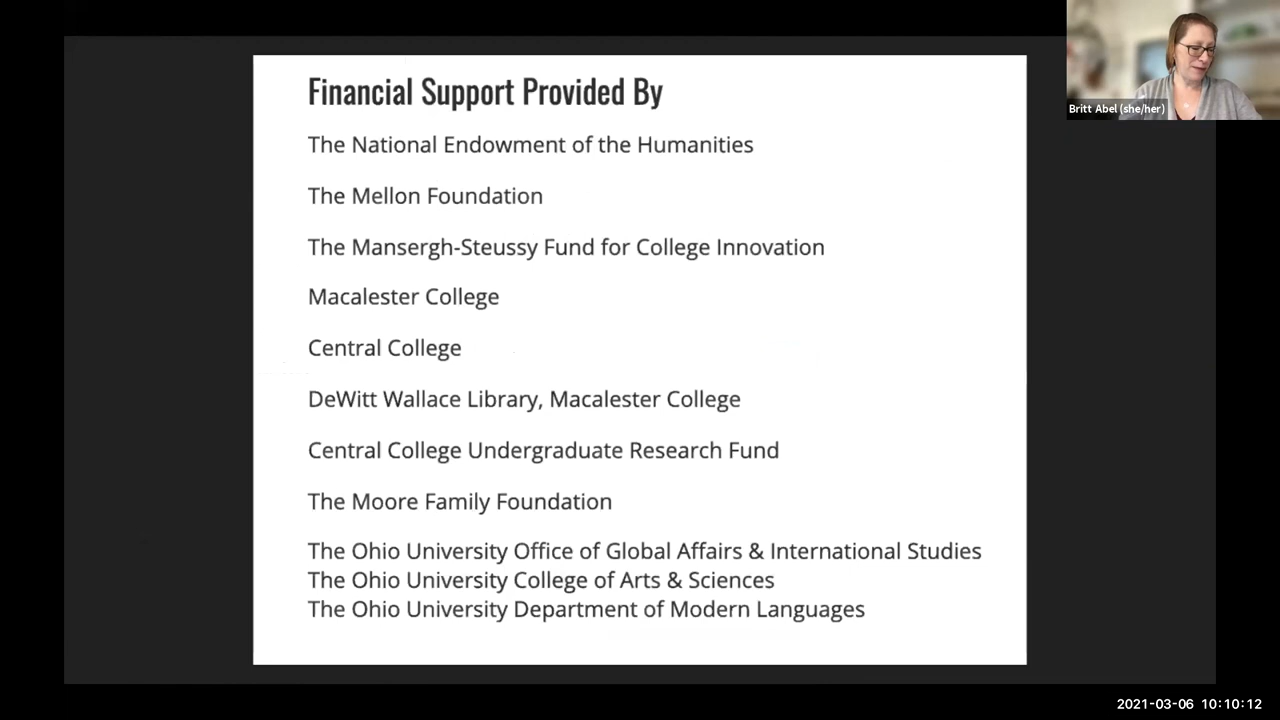 Financial Support Provided By
The National Endowment of the Humanities
The Mellon Foundation
The Mansergh-Steussy Fund for College Innovation
Macalester College
Central College
DeWitt Wallace Library, Macalester College
Central College Undergraduate Research Fund
The Moore Family Foundation
The Ohio University Office of Global Affairs & International Studies
The Ohio University College of Arts & Sciences
The Ohio University Department of Modern Languages
Britt Abel (she/her)
2021-03-06 10:10:12